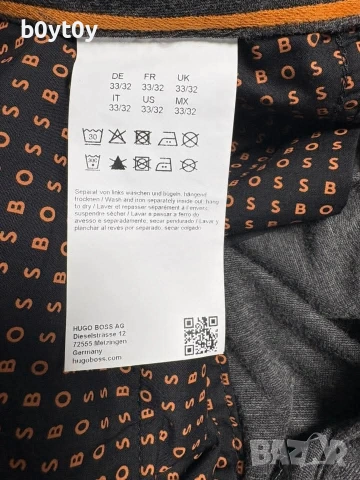 botyo
DE FR UK
33/32 33/32 33/32
IT US MX
33/32 33/32 33/32
30
Separat von links waschen und bügeln, hängend
trocknen / Wash and iron separately inside out, hang
to dry / Laver et repasser séparément à l'envers,
suspendre sécher / Lavar a pasar a ferro do
avesso e separadamente, secar pendurado / Lavar y
planchar al revés por separado, secar colgado.
HUGO BOSS AG
Dieselstrasse 12
72555 Metzingen
Germany
hugoboss.com
BOSS
BAZAR